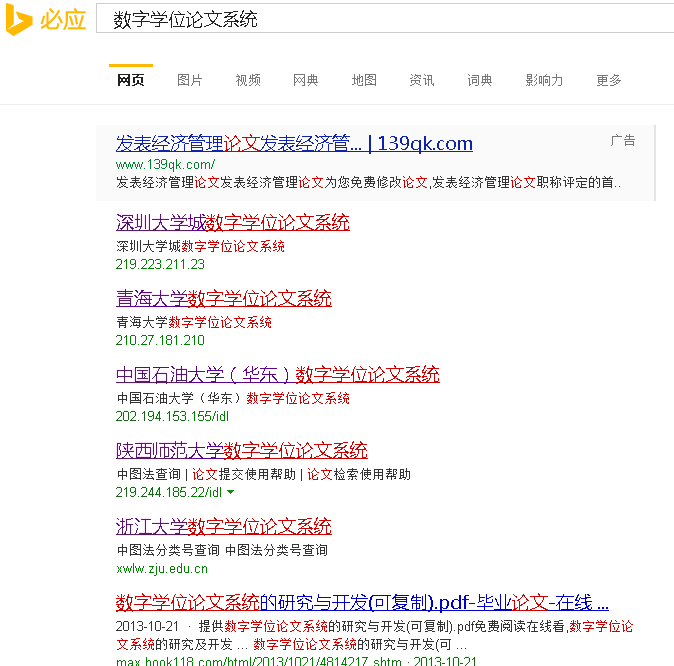 必应
数字学位论文系统
网页 图片 视频 网典 地图 资讯 词典 影响力 更多
发表经济管理论文发表经济管... | 139qk.com 广告
www.139qk.com/
发表经济管理论文发表经济管理论文为您免费修改论文,发表经济管理论文职称评定的首..
深圳大学城数字学位论文系统
深圳大学城数字学位论文系统
219.223.211.23
青海大学数字学位论文系统
青海大学数字学位论文系统
210.27.181.210
中国石油大学（华东）数字学位论文系统
中国石油大学（华东）数字学位论文系统
202.194.153.155/idl
陕西师范大学数字学位论文系统
中图法查询 | 论文提交使用帮助 | 论文检索使用帮助
219.244.185.22/idl
浙江大学数字学位论文系统
中图法分类号查询 中图法分类号查询
xwlw.zju.edu.cn
数字学位论文系统的研究与开发(可复制).pdf-毕业论文-在线 ...
2013-10-21 · 提供数字学位论文系统的研究与开发(可复制).pdf免费阅读在线看,数字学位论
文系统的研究及开发 ... 数字学位论文系统的研究与开发(可 ...
max.book118.com/html/2013/1021/4814217.shtm · 2013-10-21